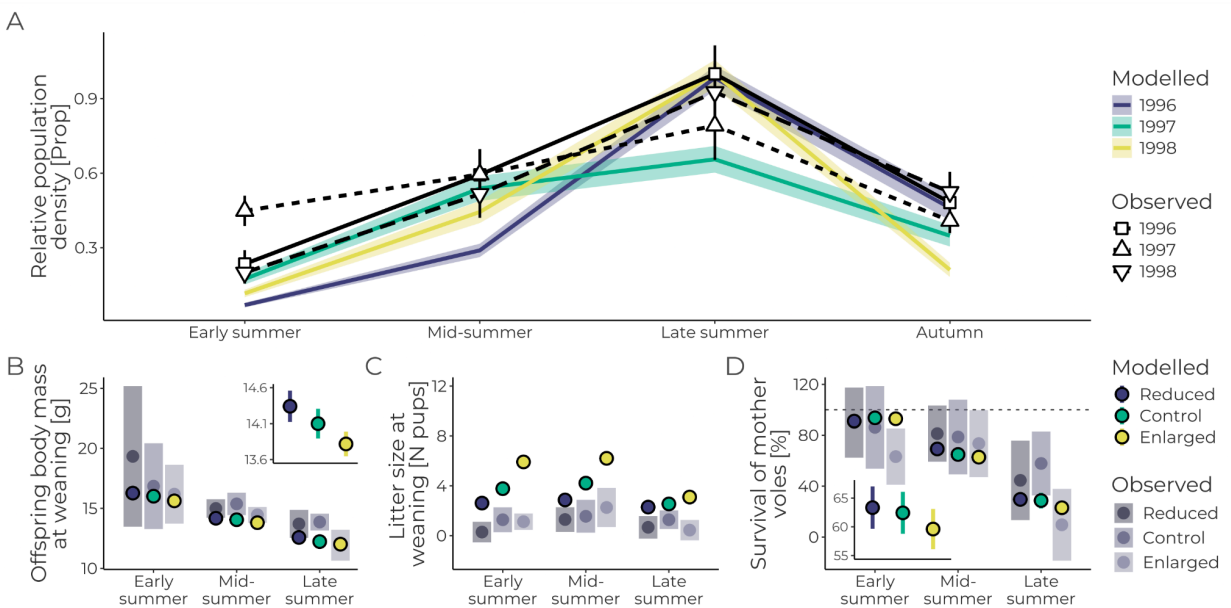 A
Relative population
density [Prop]
0.9
0.6
0.3
Early summer
Mid-summer
Late summer
Autumn
Modelled
1996
1997
1998
Observed
1996
1997
1998
B
Offspring body mass
at weaning [g]
25
20
15
10
14.6
14.1
13.6
Early
summer
Mid-
summer
Late
summer
C
Litter size at
weaning [N pups]
12
8
4
0
Early
summer
Mid-
summer
Late
summer
D
Survival of mother
voles [%]
120
80
40
0
65
60
55
Early
summer
Mid-
summer
Late
summer
Modelled
Reduced
Control
Enlarged
Observed
Reduced
Control
Enlarged